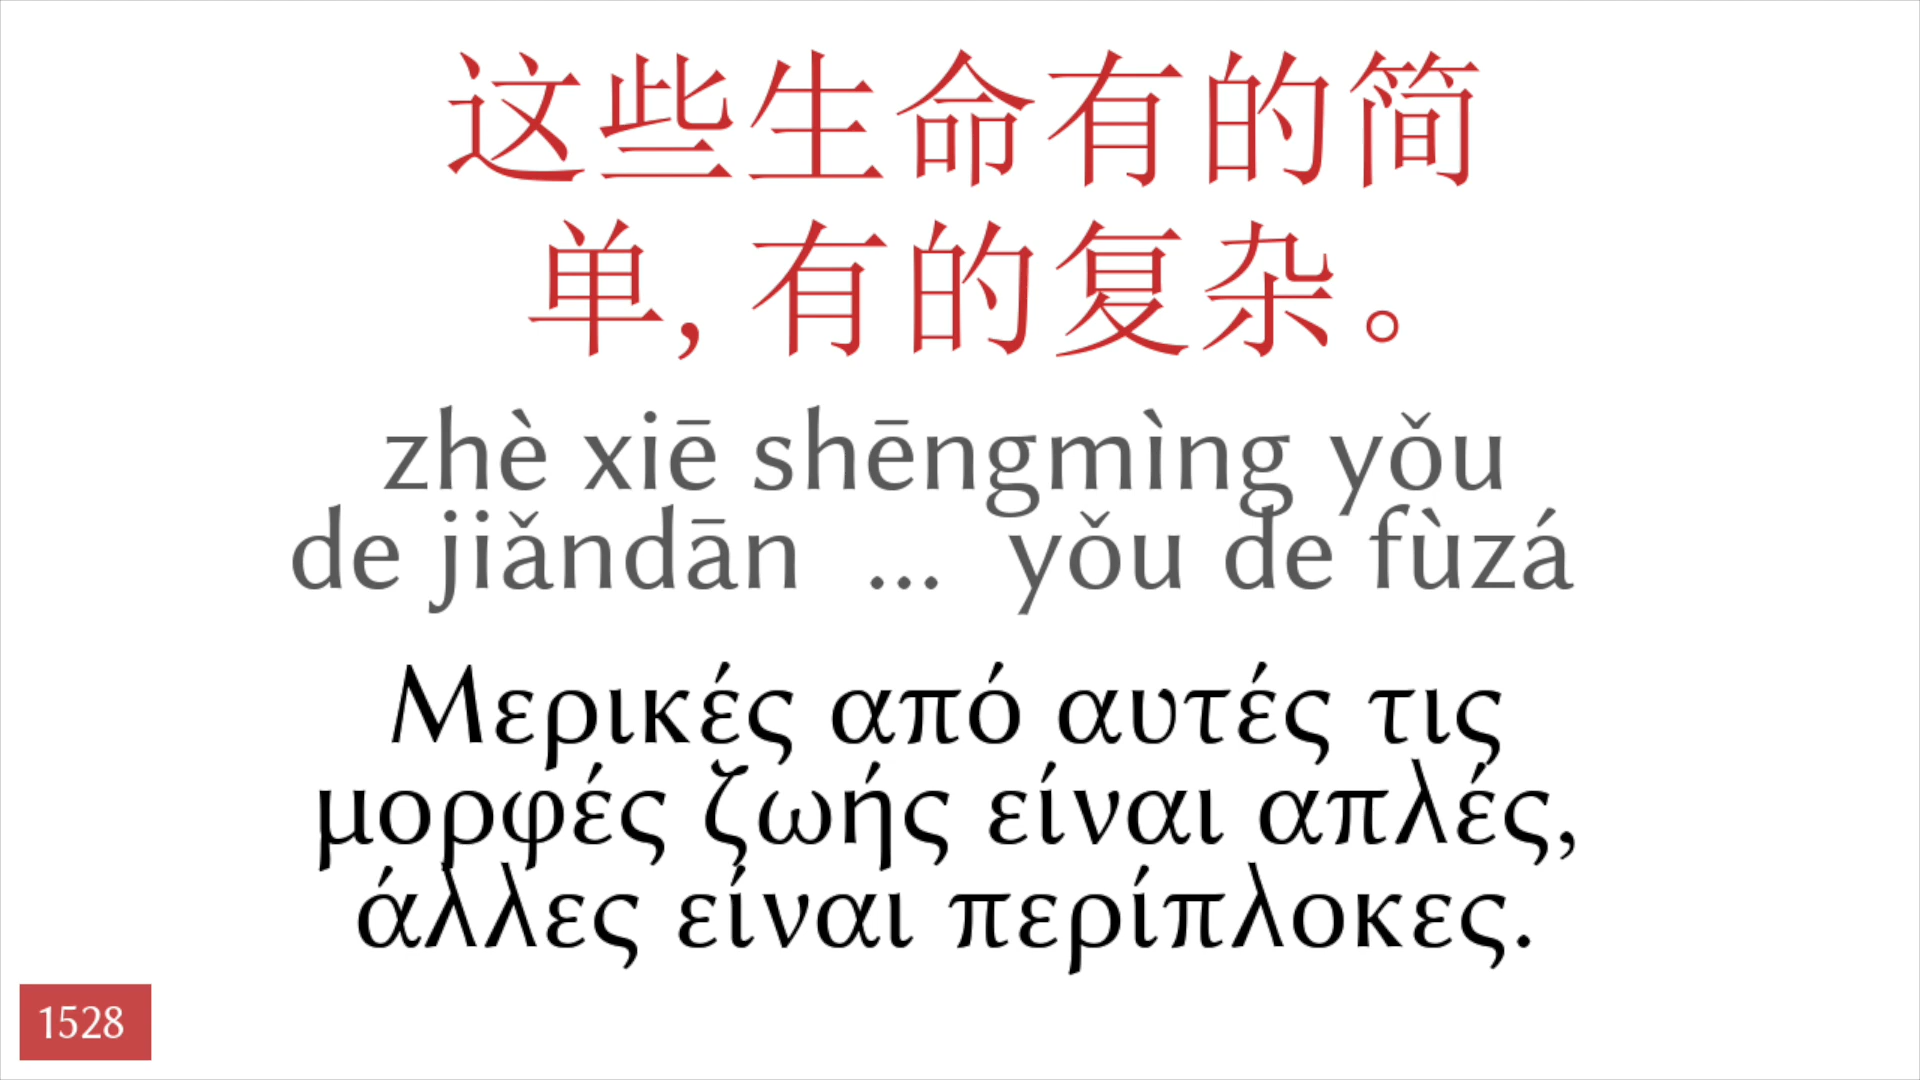 这些生命有的简
单, 有的复杂。
zhè xiē shēngmìng yǒu
de jiǎndān ... yǒu de fùzá
Μερικές από αυτές τις
μορφές ζωής είναι απλές,
άλλες είναι περίπλοκες.
1528